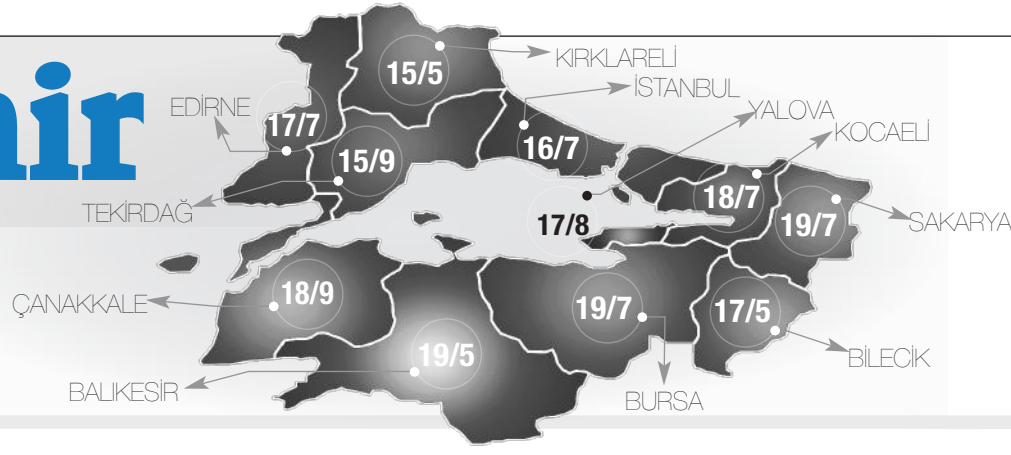 KIRKLARELİ
15/5
İSTANBUL
EDİRNE
YALOVA
17/7
KOCAELİ
16/7
15/9
18/7
TEKİRDAĞ
17/8
19/7
SAKARYA
ÇANAKKALE
18/9
19/7
17/5
19/5
BİLECİK
BALIKESİR
BURSA